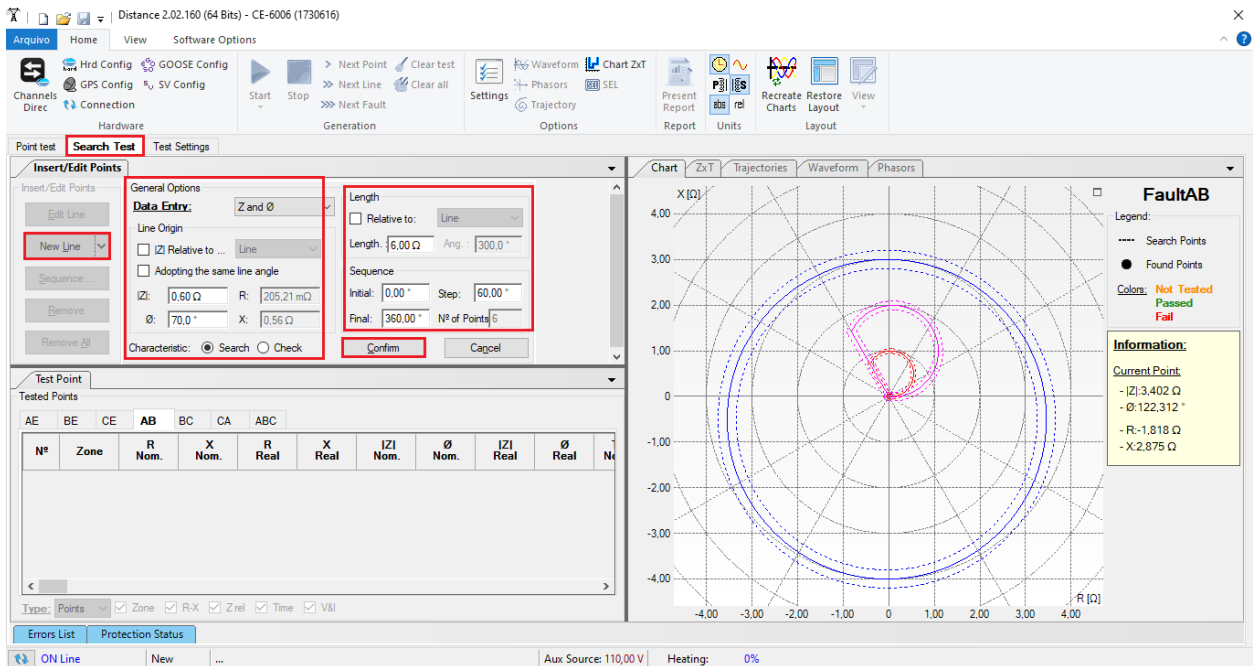 Distance 2.02.160 (64 Bits) - CE-6006 (1730616)
Arquivo Home View Software Options
Channels Direc
Hrd Config GOOSE Config
GPS Config SV Config
Connection
Hardware
Start Stop
Next Point Clear test
Next Line Clear all
Next Fault
Generation
Settings
Waveform Chart ZxT
Phasors SEL
Trajectory
Options
Present Report
Report
abs rel
Units
Recreate Charts Restore Layout View
Layout
Point test Search Test Test Settings
Insert/Edit Points
Insert/Edit Points
Edit Line
New Line
Sequence ...
Remove
Remove All
General Options
Data Entry: Z and Ø
Line Origin
|Z| Relative to ... Line
Adopting the same line angle
|Z|: 0,60 Ω R: 205,21 mΩ
Ø: 70,0 ° X: 0,56 Ω
Characteristic: Search Check
Length
Relative to: Line
Length. : 6,00 Ω Ang. : 300,0 °
Sequence
Initial: 0,00 ° Step: 60,00 °
Final: 360,00 ° Nº of Points 6
Confirm Cancel
Test Point
Tested Points
AE BE CE AB BC CA ABC
Nº Zone R Nom. X Nom. R Real X Real |Z| Nom. Ø Nom. |Z| Real Ø Real
Type: Points Zone R-X Z rel Time V&I
Chart ZxT Trajectories Waveform Phasors
X [Ω]
4,00
3,00
2,00
1,00
0
-1,00
-2,00
-3,00
-4,00
R [Ω]
-4,00 -3,00 -2,00 -1,00 0 1,00 2,00 3,00 4,00
FaultAB
Legend:
Search Points
Found Points
Colors: Not Tested
Passed
Fail
Information:
Current Point:
- |Z|:3,402 Ω
- Ø:122,312 °
- R:-1,818 Ω
- X:2,875 Ω
Errors List Protection Status
ON Line New ... Aux Source: 110,00 V Heating: 0%